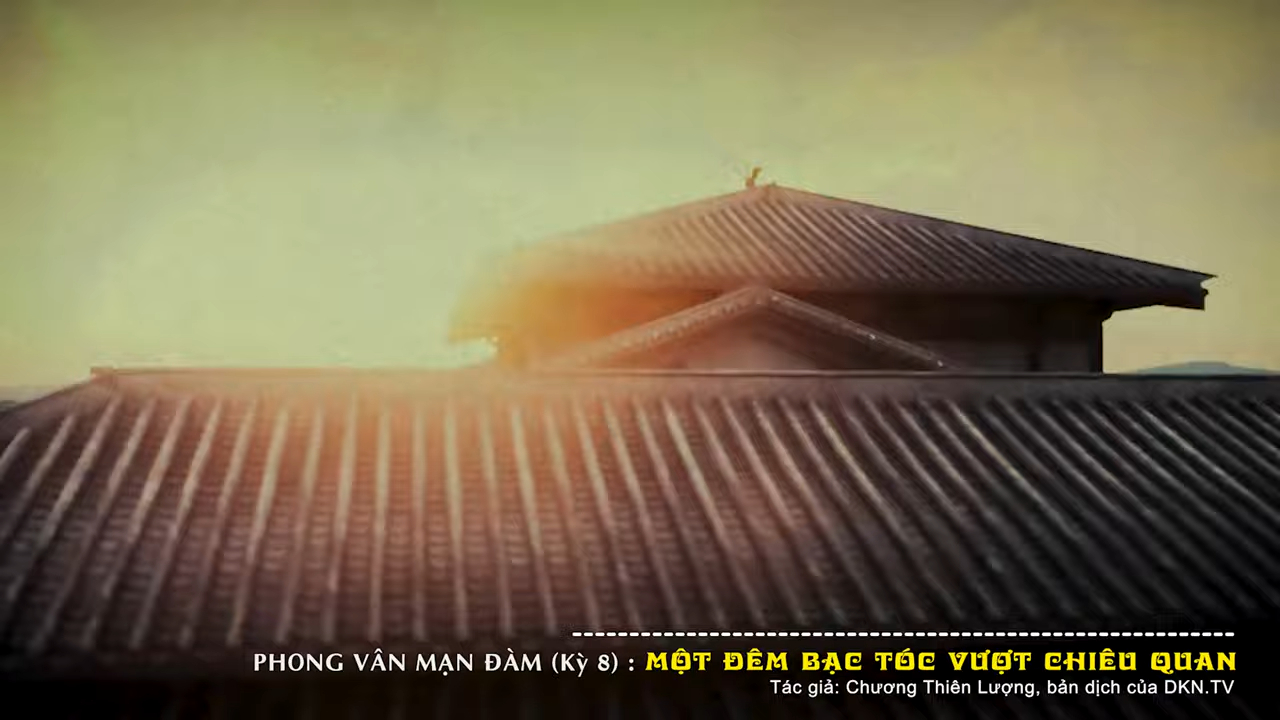 PHONG VÂN MẠN ĐÀM (Kỳ 8) : MỘT ĐÊM BẠC TÓC VƯỢT CHIÊU QUAN
Tác giả: Chương Thiên Lượng, bản dịch của DKN.TV